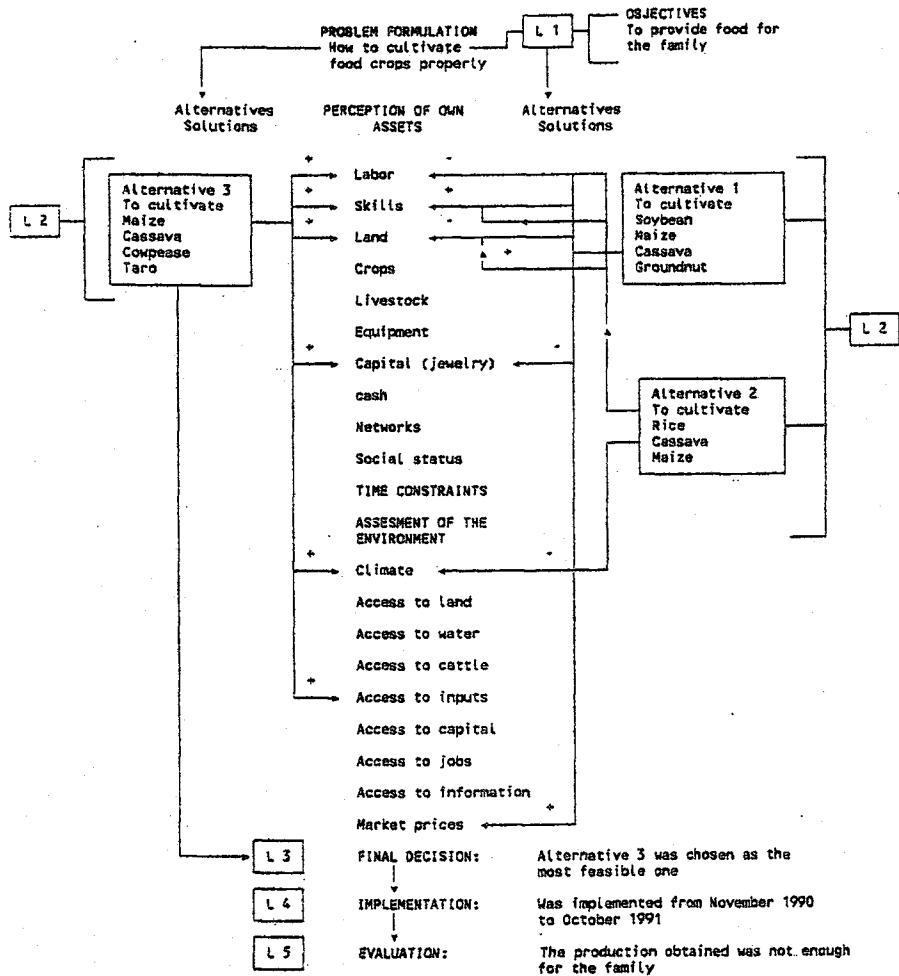 OBJECTIVES
To provide food for
the family
L 1
PROBLEM FORMULATION
How to cultivate
food crops properly
Alternatives
Solutions
PERCEPTION OF OWN
ASSETS
Alternatives
Solutions
L 2
Alternative 3
To cultivate
Maize
Cassava
Cowpease
Taro
+
+
+
+
+
+
Labor
Skills
Land
Crops
Livestock
Equipment
Capital (jewelry)
cash
Networks
Social status
TIME CONSTRAINTS
ASSESMENT OF THE
ENVIRONMENT
Climate
Access to land
Access to water
Access to cattle
Access to inputs
Access to capital
Access to jobs
Access to information
Market prices
-
+
-
+
-
-
+
Alternative 1
To cultivate
Soybean
Maize
Cassava
Groundnut
Alternative 2
To cultivate
Rice
Cassava
Maize
L 2
L 3
FINAL DECISION:
Alternative 3 was chosen as the
most feasible one
L 4
IMPLEMENTATION:
Was implemented from November 1990
to October 1991
L 5
EVALUATION:
The production obtained was not enough
for the family